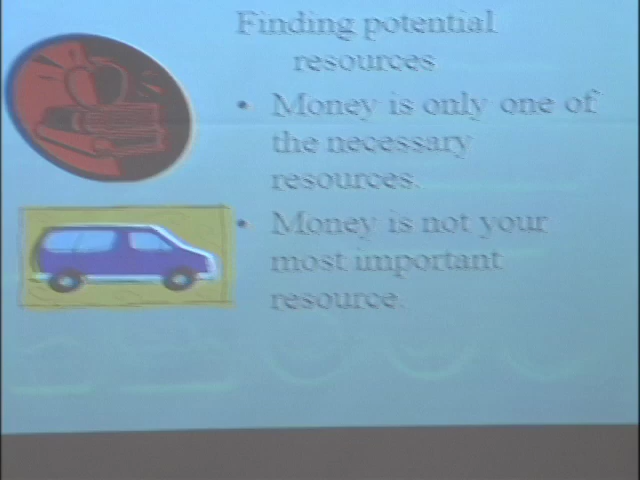 Finding potential
resources
• Money is only one of
the necessary
resources.
• Money is not your
most important
resource.